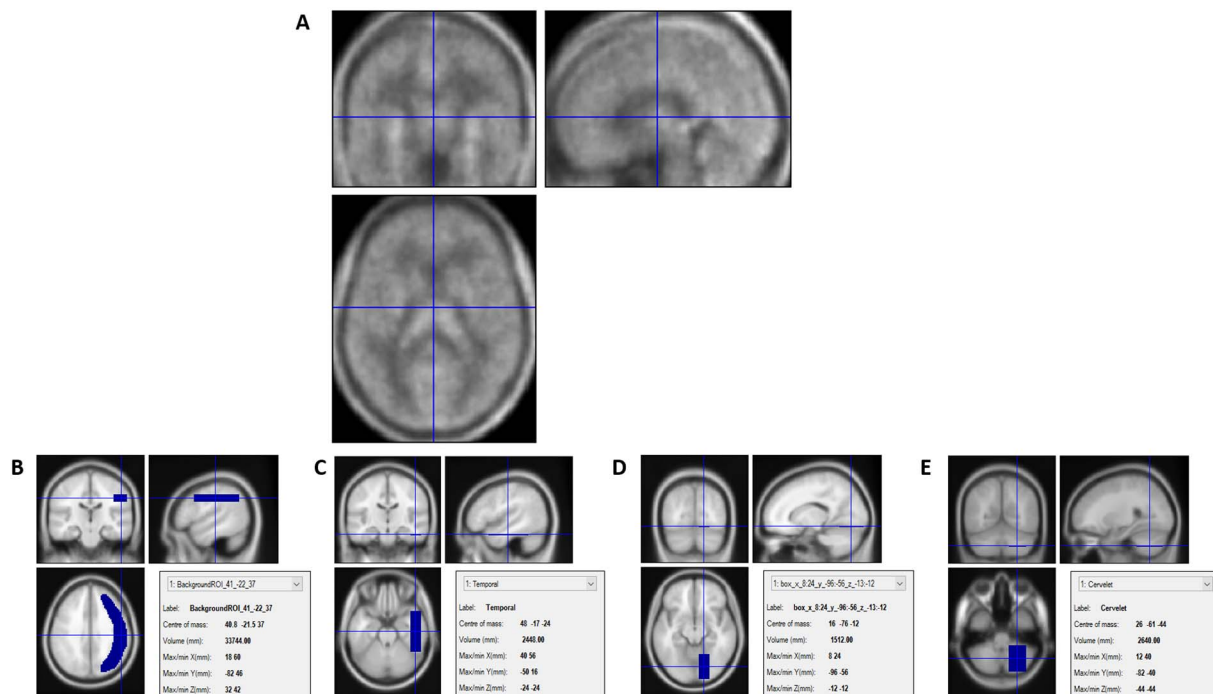 A
B
1: BackgroundROI_41_-22_37
Label: BackgroundROI_41_-22_37
Centre of mass: 40.8 -21.5 37
Volume (mm): 33744.00
Max/min X(mm): 18 60
Max/min Y(mm): -82 46
Max/min Z(mm): 32 42
C
1: Temporal
Label: Temporal
Centre of mass: 48 -17 -24
Volume (mm): 2448.00
Max/min X(mm): 40 56
Max/min Y(mm): -50 16
Max/min Z(mm): -24 -24
D
1: box_x_8:24_y_-96:-56_z_-13:-12
Label: box_x_8:24_y_-96:-56_z_-13:-12
Centre of mass: 16 -76 -12
Volume (mm): 1512.00
Max/min X(mm): 8 24
Max/min Y(mm): -96 -56
Max/min Z(mm): -12 -12
E
1: Cervelet
Label: Cervelet
Centre of mass: 26 -61 -44
Volume (mm): 2640.00
Max/min X(mm): 12 40
Max/min Y(mm): -82 -40
Max/min Z(mm): -44 -44